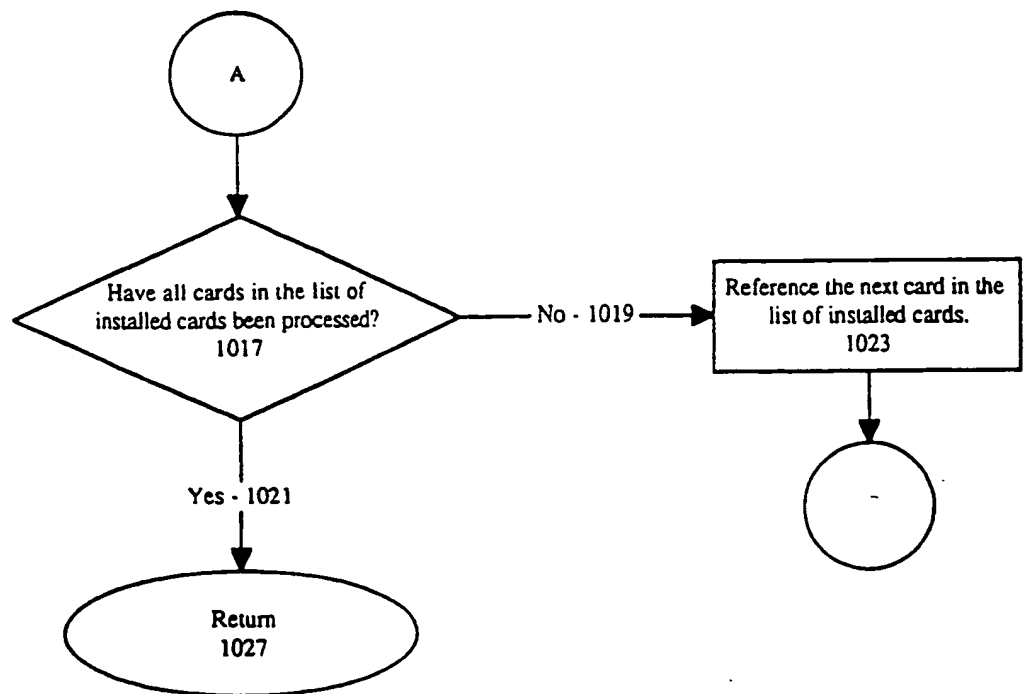 A
Have all cards in the list of
installed cards been processed?
1017
No - 1019
Reference the next card in the
list of installed cards.
1023
Yes - 1021
Return
1027